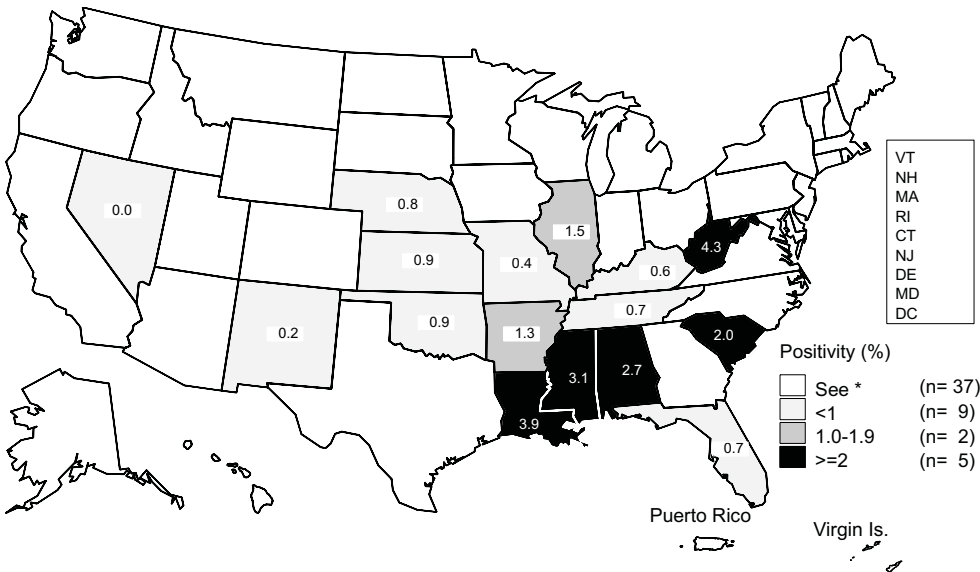 0.0
0.8
0.9
0.4
1.5
0.6
4.3
0.2
0.9
1.3
0.7
2.0
3.1
2.7
3.9
0.7
VT
NH
MA
RI
CT
NJ
DE
MD
DC
Positivity (%)
See * (n= 37)
<1 (n= 9)
1.0-1.9 (n= 2)
>=2 (n= 5)
Puerto Rico
Virgin Is.